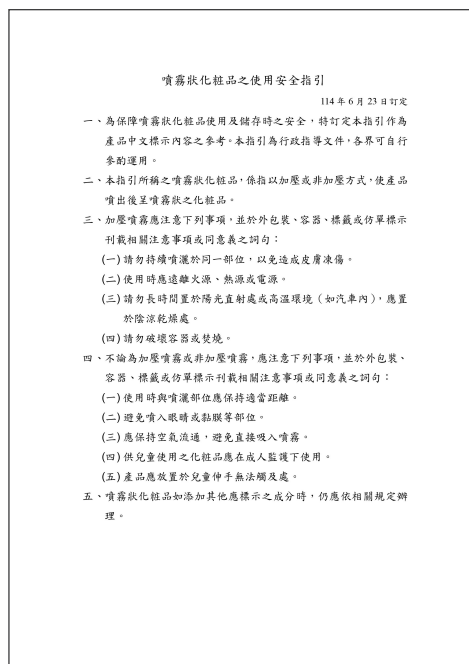 噴霧狀化粧品之使用安全指引
114 年 6 月 23 日訂定
一、為保障噴霧狀化粧品使用及儲存時之安全，特訂定本指引作為
產品中文標示內容之參考。本指引為行政指導文件，各界可自行
參酌運用。
二、本指引所稱之噴霧狀化粧品，係指以加壓或非加壓方式，使產品
噴出後呈噴霧狀之化粧品。
三、加壓噴霧應注意下列事項，並於外包裝、容器、標籤或仿單標示
刊載相關注意事項或同意義之詞句：
(一) 請勿持續噴灑於同一部位，以免造成皮膚凍傷。
(二) 使用時應遠離火源、熱源或電源。
(三) 請勿長時間置於陽光直射處或高溫環境（如汽車內），應置
於陰涼乾燥處。
(四) 請勿破壞容器或焚燒。
四、不論為加壓噴霧或非加壓噴霧，應注意下列事項，並於外包裝、
容器、標籤或仿單標示刊載相關注意事項或同意義之詞句：
(一) 使用時與噴灑部位應保持適當距離。
(二) 避免噴入眼睛或黏膜等部位。
(三) 應保持空氣流通，避免直接吸入噴霧。
(四) 供兒童使用之化粧品應在成人監護下使用。
(五) 產品應放置於兒童伸手無法觸及處。
五、噴霧狀化粧品如添加其他應標示之成分時，仍應依相關規定辦
理。